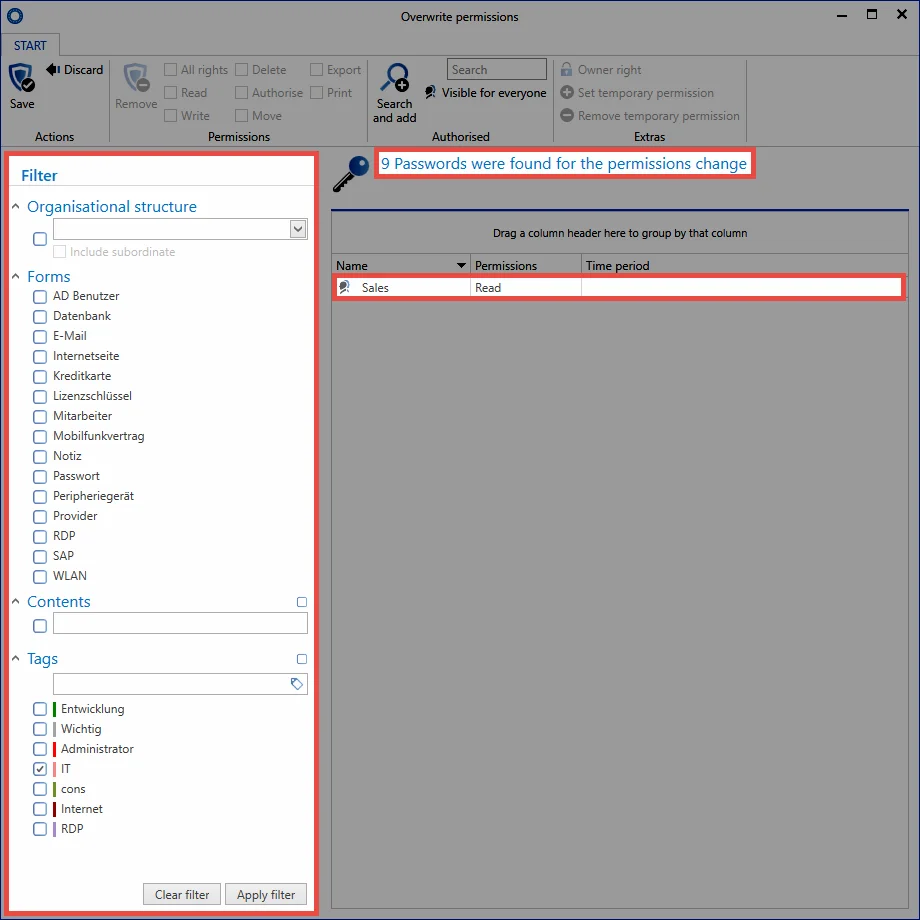 Overwrite permissions
START
Save
Discard
Actions
Remove
All rights
Delete
Export
Read
Authorise
Print
Write
Move
Permissions
Search and add
Search
Visible for everyone
Authorised
Owner right
Set temporary permission
Remove temporary permission
Extras
Filter
Organisational structure
Include subordinate
Forms
AD Benutzer
Datenbank
E-Mail
Internetseite
Kreditkarte
Lizenzschlüssel
Mitarbeiter
Mobilfunkvertrag
Notiz
Passwort
Peripheriegerät
Provider
RDP
SAP
WLAN
Contents
Tags
Entwicklung
Wichtig
Administrator
IT
cons
Internet
RDP
Clear filter
Apply filter
9 Passwords were found for the permissions change
Drag a column header here to group by that column
Name Permissions Time period
Sales Read